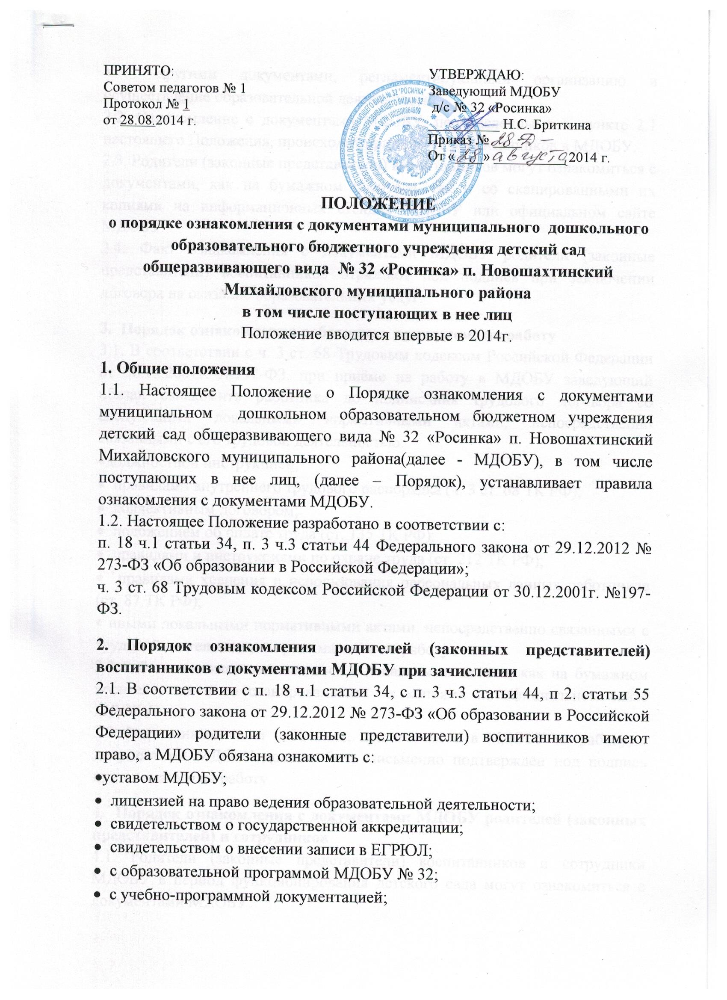 ПРИНЯТО:
Советом педагогов № 1
Протокол № 1
от 28.08.2014 г.
УТВЕРЖДАЮ:
Заведующий МДОБУ
д/с № 32 «Росинка»
____________ Н.С. Бриткина
Приказ № 28-Д
От «28» августа 2014 г.
ПОЛОЖЕНИЕ
о порядке ознакомления с документами муниципального дошкольного
образовательного бюджетного учреждения детский сад
общеразвивающего вида № 32 «Росинка» п. Новошахтинский
Михайловского муниципального района
в том числе поступающих в нее лиц
Положение вводится впервые в 2014г.
1. Общие положения
1.1. Настоящее Положение о Порядке ознакомления с документами
муниципальном дошкольном образовательном бюджетном учреждения
детский сад общеразвивающего вида № 32 «Росинка» п. Новошахтинский
Михайловского муниципального района(далее - МДОБУ), в том числе
поступающих в нее лиц, (далее – Порядок), устанавливает правила
ознакомления с документами МДОБУ.
1.2. Настоящее Положение разработано в соответствии с:
п. 18 ч.1 статьи 34, п. 3 ч.3 статьи 44 Федерального закона от 29.12.2012 №
273-ФЗ «Об образовании в Российской Федерации»;
ч. 3 ст. 68 Трудовым кодексом Российской Федерации от 30.12.2001г. №197-
ФЗ.
2. Порядок ознакомления родителей (законных представителей)
воспитанников с документами МДОБУ при зачислении
2.1. В соответствии с п. 18 ч.1 статьи 34, с п. 3 ч.3 статьи 44, п 2. статьи 55
Федерального закона от 29.12.2012 № 273-ФЗ «Об образовании в Российской
Федерации» родители (законные представители) воспитанников имеют
право, а МДОБУ обязана ознакомить с:
•уставом МДОБУ;
• лицензией на право ведения образовательной деятельности;
• свидетельством о государственной аккредитации;
• свидетельством о внесении записи в ЕГРЮЛ;
• с образовательной программой МДОБУ № 32;
• с учебно-программной документацией;